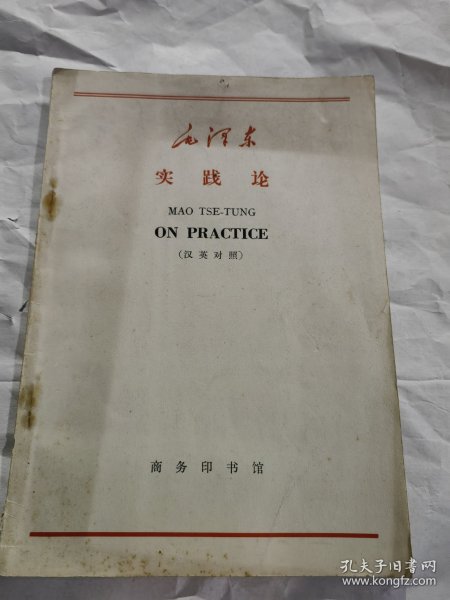 毛泽东
实践论
MAO TSE-TUNG
ON PRACTICE
(汉英对照)
商务印书馆
孔夫子旧书网
www.kongfz.com